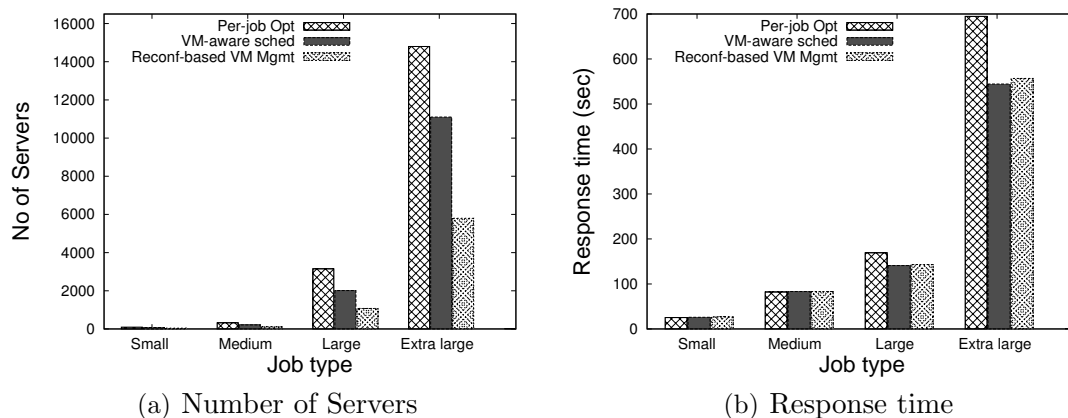 No of Servers
16000
14000
12000
10000
8000
6000
4000
2000
0
Per-job Opt
VM-aware sched
Reconf-based VM Mgmt
Small Medium Large Extra large
Job type
(a) Number of Servers
Response time (sec)
700
600
500
400
300
200
100
0
Per-job Opt
VM-aware sched
Reconf-based VM Mgmt
Small Medium Large Extra large
Job type
(b) Response time